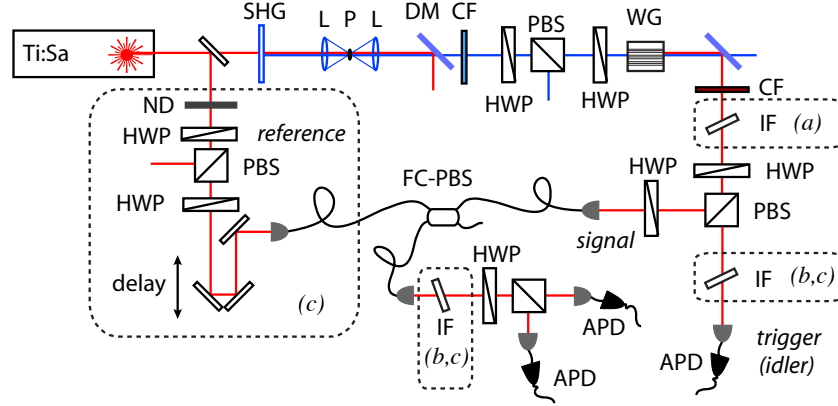 SHG
L
P
L
DM
CF
PBS
WG
Ti:Sa
HWP
HWP
CF
ND
IF
(a)
HWP
reference
HWP
HWP
PBS
FC-PBS
HWP
PBS
signal
delay
HWP
IF
(b,c)
(c)
IF
(b,c)
APD
trigger
(idler)
APD
APD